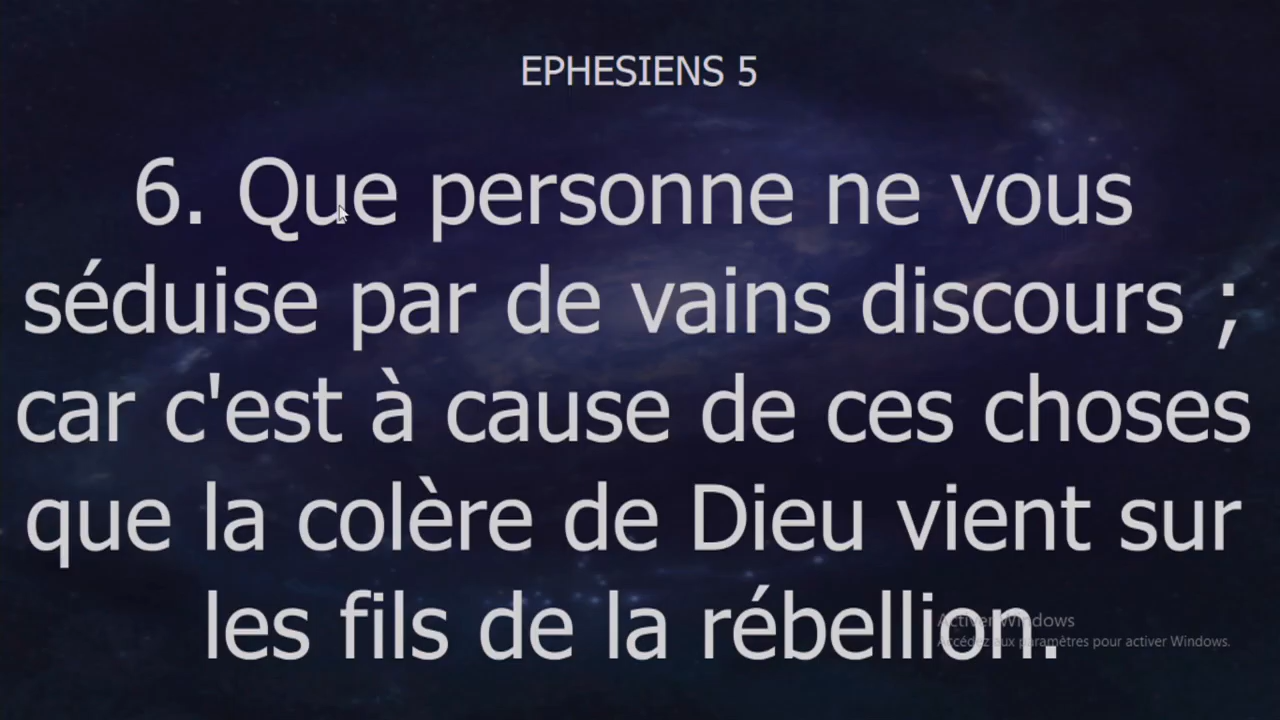 EPHESIENS 5
6. Que personne ne vous
séduise par de vains discours ;
car c'est à cause de ces choses
que la colère de Dieu vient sur
les fils de la rébellion.
Activer Windows
Accédez aux paramètres pour activer Windows.